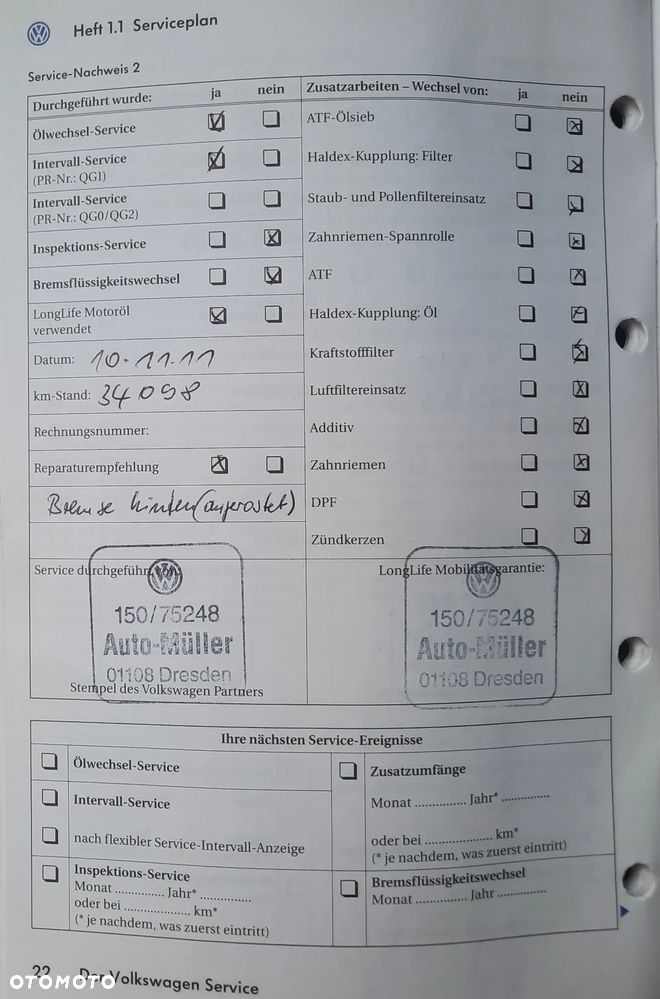 Heft 1.1 Serviceplan
Service-Nachweis 2
Durchgeführt wurde: ja nein
Ölwechsel-Service
Intervall-Service
(PR-Nr.: QG1)
Intervall-Service
(PR-Nr.: QG0/QG2)
Inspektions-Service
Bremsflüssigkeitswechsel
LongLife Motoröl
verwendet
Datum: 10.11.11
km-Stand: 34098
Rechnungsnummer:
Reparaturempfehlung
Bremse hinten (angerostet)
Zusatzarbeiten – Wechsel von: ja nein
ATF-Ölsieb
Haldex-Kupplung: Filter
Staub- und Pollenfiltereinsatz
Zahnriemen-Spannrolle
ATF
Haldex-Kupplung: Öl
Kraftstofffilter
Luftfiltereinsatz
Additiv
Zahnriemen
DPF
Zündkerzen
Service durchgeführt von:
150/75248
Auto-Müller
01108 Dresden
Stempel des Volkswagen Partners
LongLife Mobilitätsgarantie:
150/75248
Auto-Müller
01108 Dresden
Ihre nächsten Service-Ereignisse
Ölwechsel-Service
Intervall-Service
nach flexibler Service-Intervall-Anzeige
Inspektions-Service
Monat .............. Jahr* ..............
oder bei .................... km*
(* je nachdem, was zuerst eintritt)
Zusatzumfänge
Monat .............. Jahr* ..............
oder bei .................... km*
(* je nachdem, was zuerst eintritt)
Bremsflüssigkeitswechsel
Monat .............. Jahr ..............
22 Der Volkswagen Service
OTOMOTO